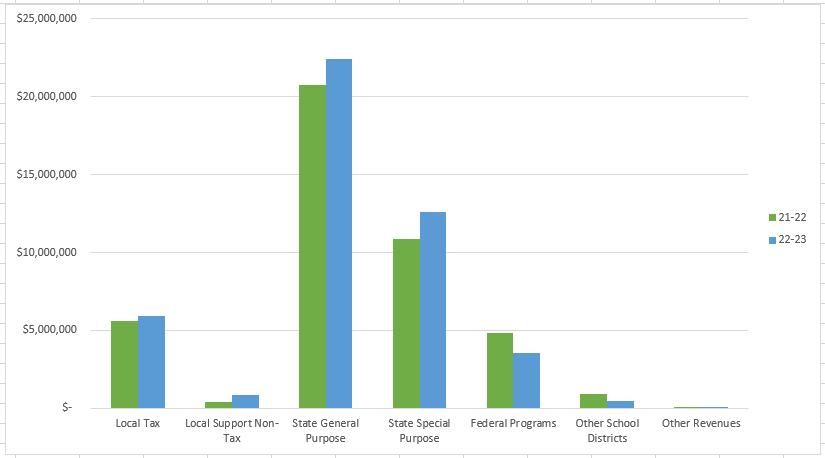 $25,000,000
$20,000,000
$15,000,000
$10,000,000
$5,000,000
$-
Local Tax
Local Support Non-
Tax
State General
Purpose
State Special
Purpose
Federal Programs
Other School
Districts
Other Revenues
21-22
22-23